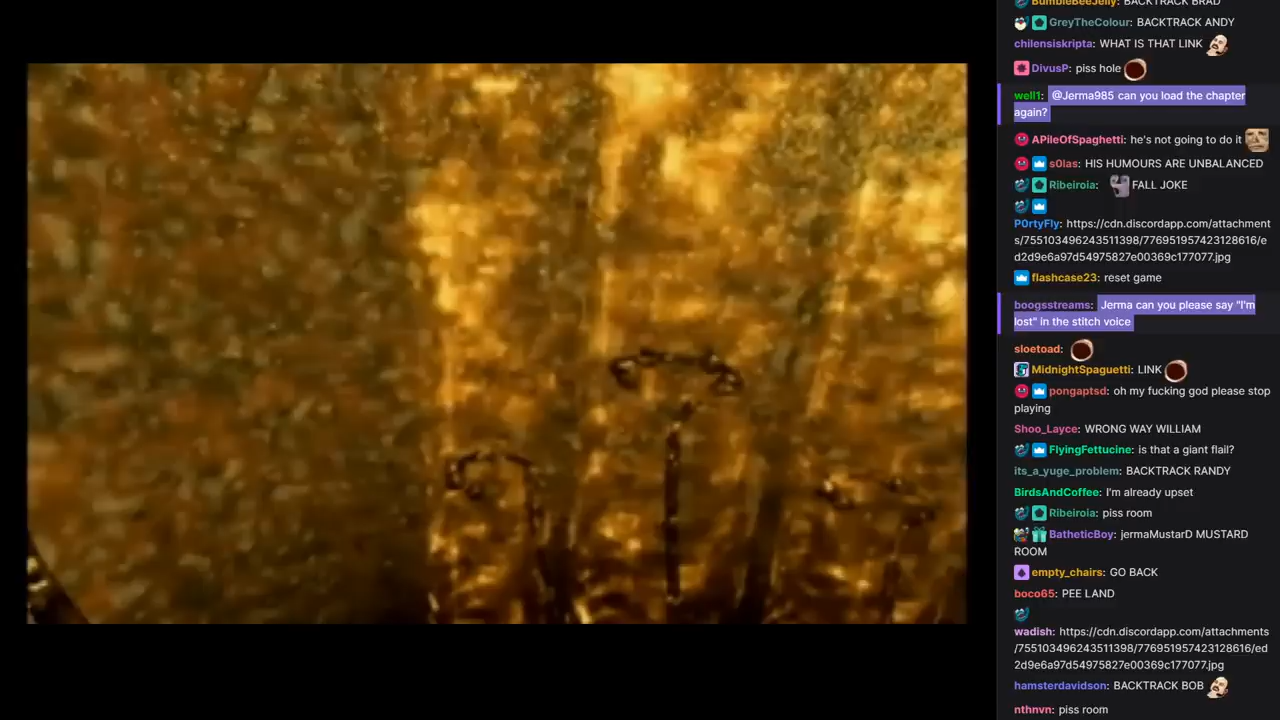 BumbleBeeJelly: BACKTRACK BRAD
GreyTheColour: BACKTRACK ANDY
chilensiskripta: WHAT IS THAT LINK
DivusP: piss hole
well1: @Jerma985 can you load the chapter
again?
APileOfSpaghetti: he's not going to do it
s0ias: HIS HUMOURS ARE UNBALANCED
Ribeiroia: FALL JOKE
P0rtyFly: https://cdn.discordapp.com/attachment
s/755103496243511398/776951957423128616/e
d2d9e6a97d54975827e00369c177077.jpg
flashcase23: reset game
boogsstreams: Jerma can you please say "I'm
lost" in the stitch voice
sloetoad:
MidnightSpaguetti: LINK
pongaptsd: oh my fucking god please stop
playing
Shoo_Layce: WRONG WAY WILLIAM
FlyingFettucine: is that a giant flail?
its_a_yuge_problem: BACKTRACK RANDY
BirdsAndCoffee: I'm already upset
Ribeiroia: piss room
BatheticBoy: jermaMustarD MUSTARD
ROOM
empty_chairs: GO BACK
boco65: PEE LAND
wadish: https://cdn.discordapp.com/attachments
/755103496243511398/776951957423128616/ed
2d9e6a97d54975827e00369c177077.jpg
hamsterdavidson: BACKTRACK BOB
nthnvn: piss room